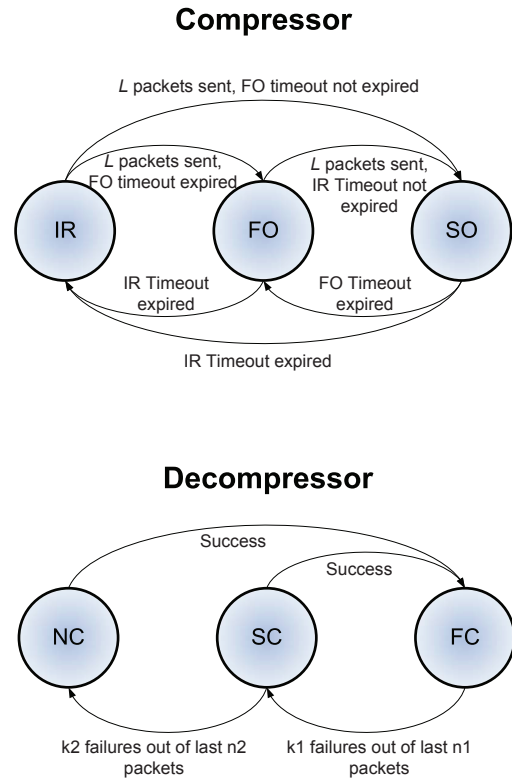 Compressor
L packets sent, FO timeout not expired
L packets sent,
FO timeout expired
L packets sent,
IR Timeout not
expired
IR
FO
SO
IR Timeout
expired
FO Timeout
expired
IR Timeout expired
Decompressor
Success
Success
NC
SC
FC
k2 failures out of last n2
packets
k1 failures out of last n1
packets